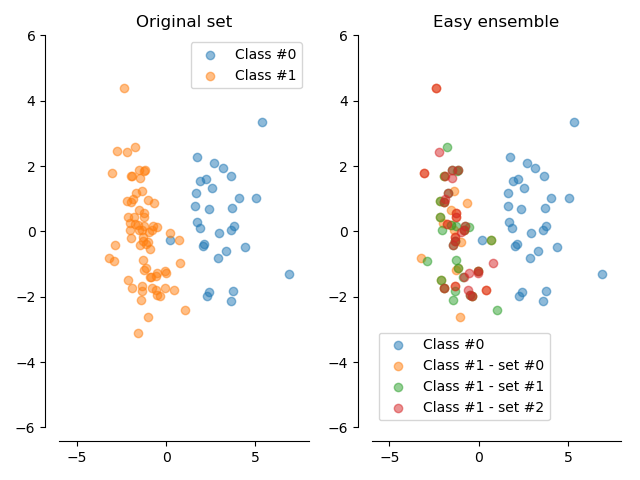 Original set
Easy ensemble
6
4
2
0
−2
−4
−6
−5
0
5
Class #0
Class #1
6
4
2
0
−2
−4
−6
−5
0
5
Class #0
Class #1 - set #0
Class #1 - set #1
Class #1 - set #2